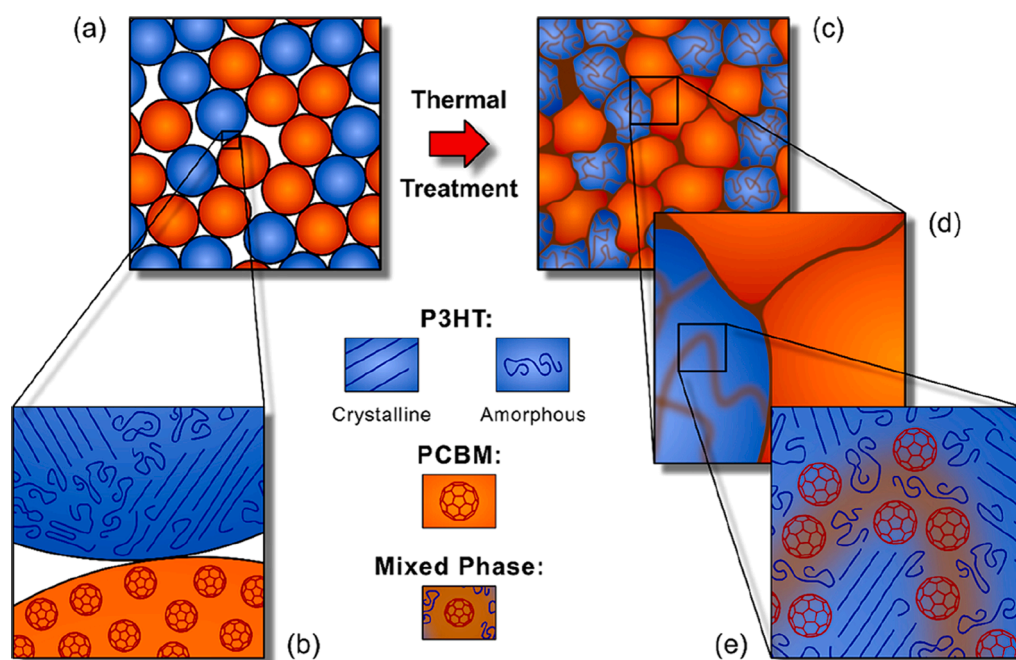 (a)
(c)
Thermal
Treatment
(d)
P3HT:
Crystalline
Amorphous
PCBM:
Mixed Phase:
(b)
(e)